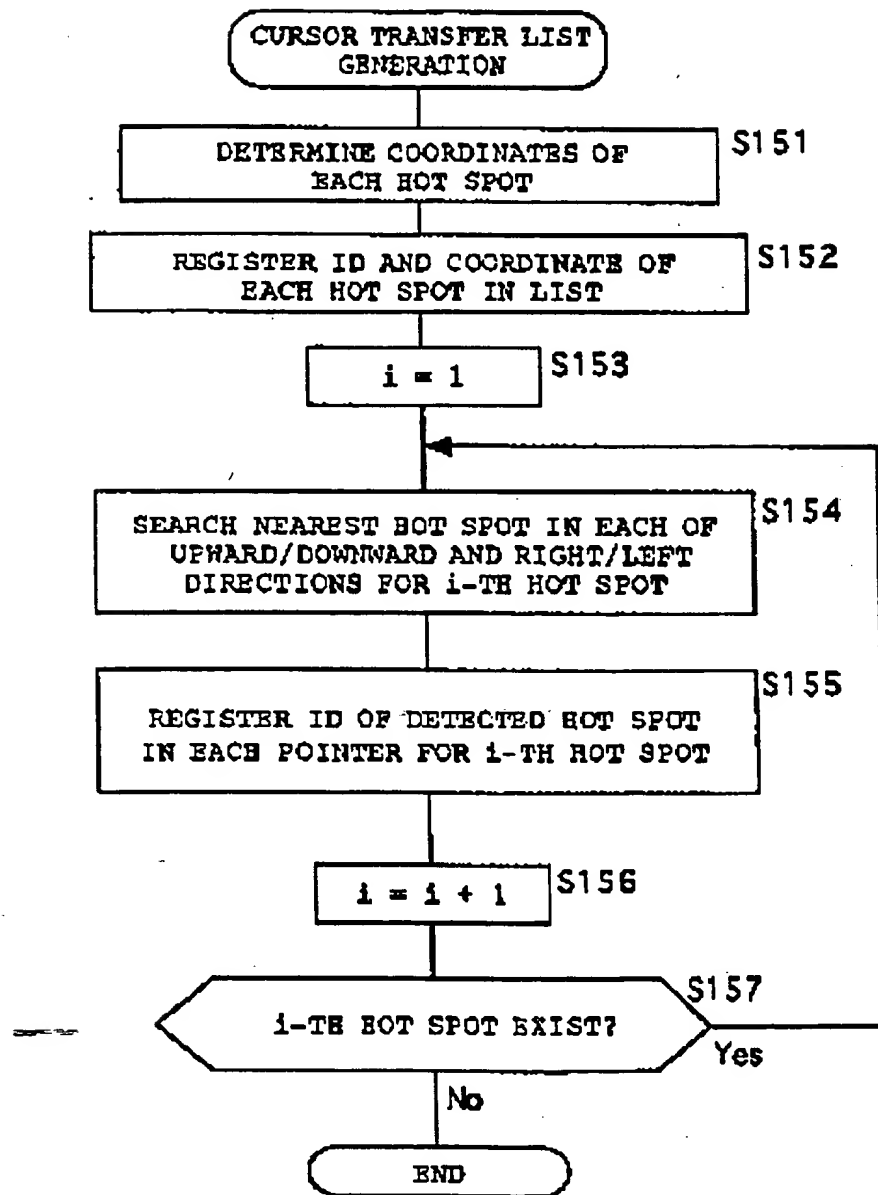 CURSOR TRANSFER LIST
GENERATION
S151
DETERMINE COORDINATES OF
EACH HOT SPOT
S152
REGISTER ID AND COORDINATE OF
EACH HOT SPOT IN LIST
S153
i = 1
S154
SEARCH NEAREST HOT SPOT IN EACH OF
UPWARD/DOWNWARD AND RIGHT/LEFT
DIRECTIONS FOR i-TH HOT SPOT
S155
REGISTER ID OF DETECTED HOT SPOT
IN EACH POINTER FOR i-TH HOT SPOT
S156
i = i + 1
S157
i-TH HOT SPOT EXIST?
Yes
No
END